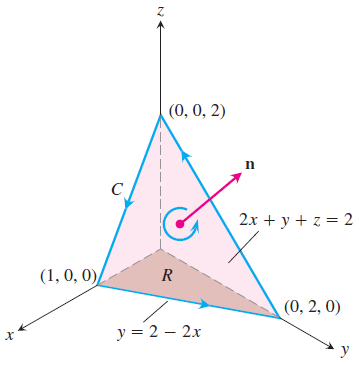 z
(0, 0, 2)
n
C
2x + y + z = 2
(1, 0, 0)
R
(0, 2, 0)
x
y = 2 − 2x
y